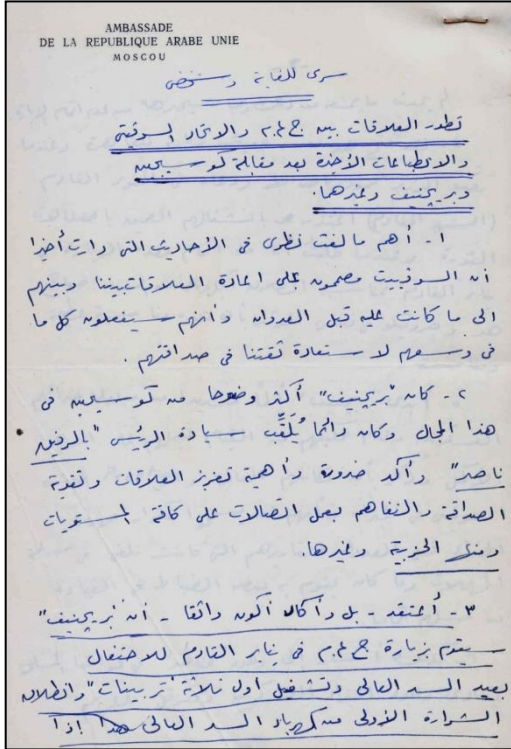 AMBASSADE
DE LA REPUBLIQUE ARABE UNIE
MOSCOU
سرى للغاية وشخصى
تطور العلاقات بين ج.ع.م والاتحاد السوفيتى
والانطباعات الأخيرة بعد مقابلة كوسيجين
وبريجنيف وغيرهما.
١- أهم ما لفت نظرى فى الأحاديث التى دارت أخيرا
أن السوفييت مصممون على اعادة العلاقات بيننا وبينهم
الى ما كانت عليه قبل العدوان وأنهم سيفعلون كل ما
فى وسعهم لاستعادة ثقتنا فى صداقتهم.
٢- كان "بريجنيف" أكثر وضوحا من كوسيجين فى
هذا المجال وكان دائما يُلَقِّب سيادة الرئيس "بالرفيق
ناصر" وأكد ضرورة وأهمية تعزيز العلاقات وتقوية
الصداقة والتفاهم بعمل اتصالات على كافة المستويات
ومنها الحزبية وغيرها.
٣- أعتقد - بل وأكاد أكون واثقا - أن "بريجنيف"
سيقوم بزيارة ج.ع.م فى يناير القادم للاحتفال
بعيد السد العالى وتشغيل أول ثلاثة "تربينات" وانطلاق
الشرارة الأولى من كهرباء السد العالى هذا إذا